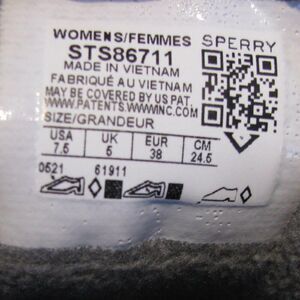 WOMENS/FEMMES SPERRY
STS86711
MADE IN VIETNAM
FABRIQUÉ AU VIETNAM
MAY BE COVERED BY US PAT.
WWW.PATENTS.WWWINC.COM
SIZE/GRANDEUR
USA UK EUR CM
7.5 5 38 24.5
0521 61911